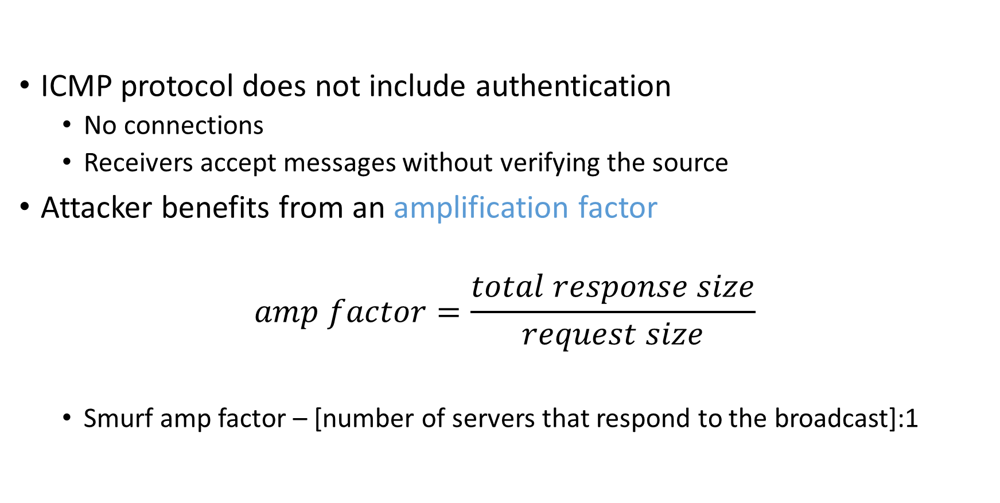 • ICMP protocol does not include authentication
• No connections
• Receivers accept messages without verifying the source
• Attacker benefits from an amplification factor
amp factor = total response size / request size
• Smurf amp factor – [number of servers that respond to the broadcast]:1